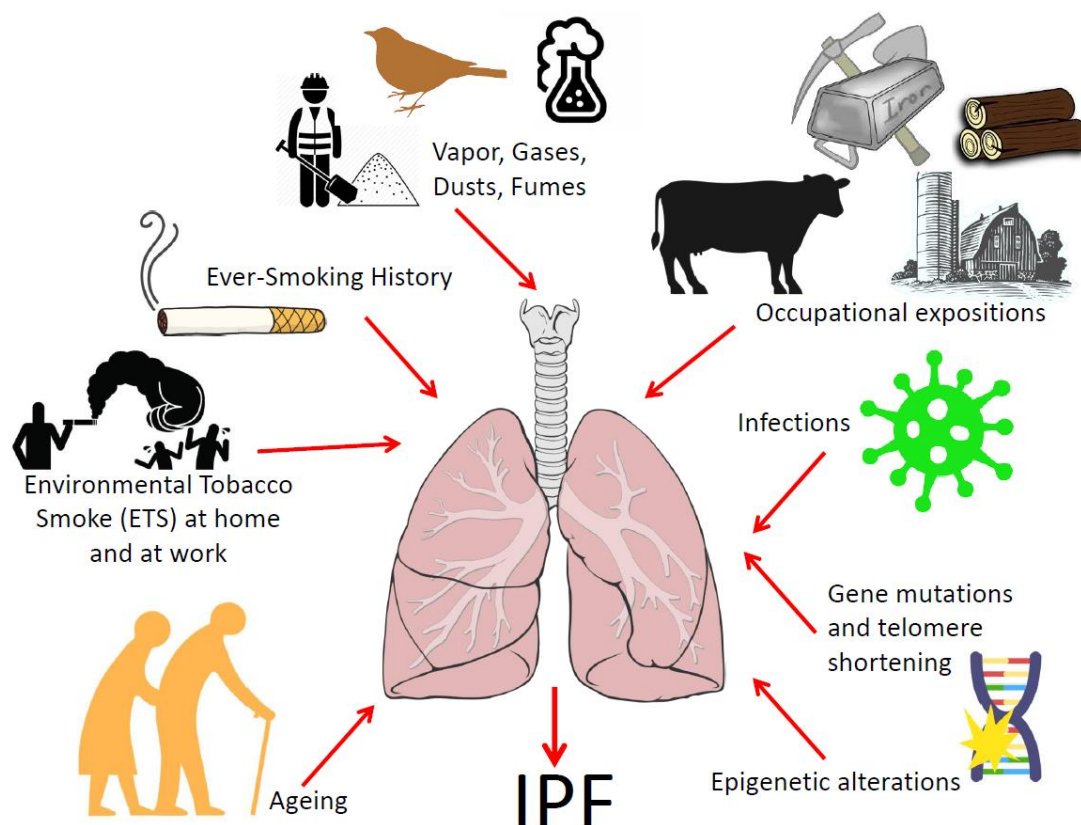 Vapor, Gases,
Dusts, Fumes
Iron
Ever-Smoking History
Occupational expositions
Infections
Environmental Tobacco
Smoke (ETS) at home
and at work
Gene mutations
and telomere
shortening
Ageing
IPF
Epigenetic alterations